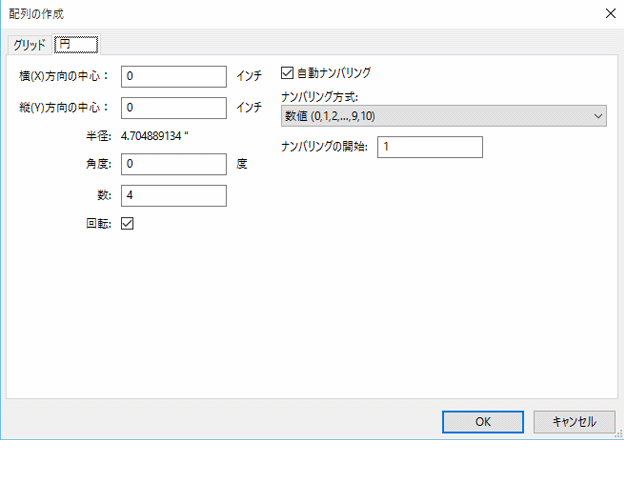 配列の作成
グリッド 円
横(X)方向の中心: 0 インチ
縦(Y)方向の中心: 0 インチ
半径: 4.704889134 "
角度: 0 度
数: 4
回転:
自動ナンバリング
ナンバリング方式:
数値 (0,1,2,...,9,10)
ナンバリングの開始: 1
OK キャンセル